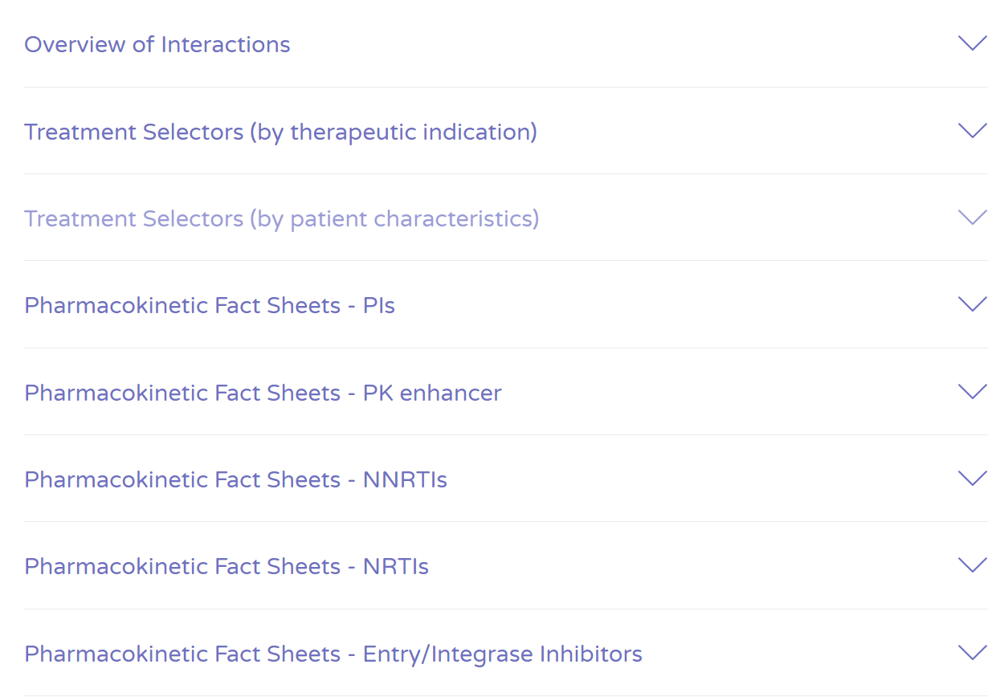 Overview of Interactions
Treatment Selectors (by therapeutic indication)
Treatment Selectors (by patient characteristics)
Pharmacokinetic Fact Sheets - PIs
Pharmacokinetic Fact Sheets - PK enhancer
Pharmacokinetic Fact Sheets - NNRTIs
Pharmacokinetic Fact Sheets - NRTIs
Pharmacokinetic Fact Sheets - Entry/Integrase Inhibitors